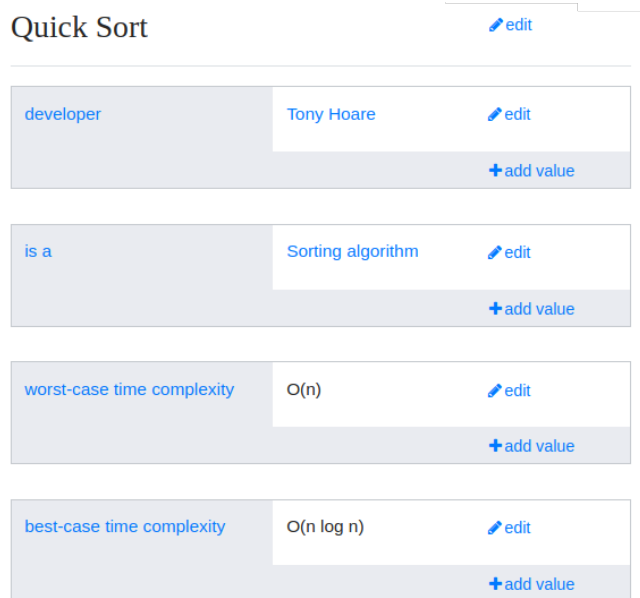 Quick Sort edit
developer Tony Hoare edit
add value
is a Sorting algorithm edit
add value
worst-case time complexity O(n) edit
add value
best-case time complexity O(n log n) edit
add value